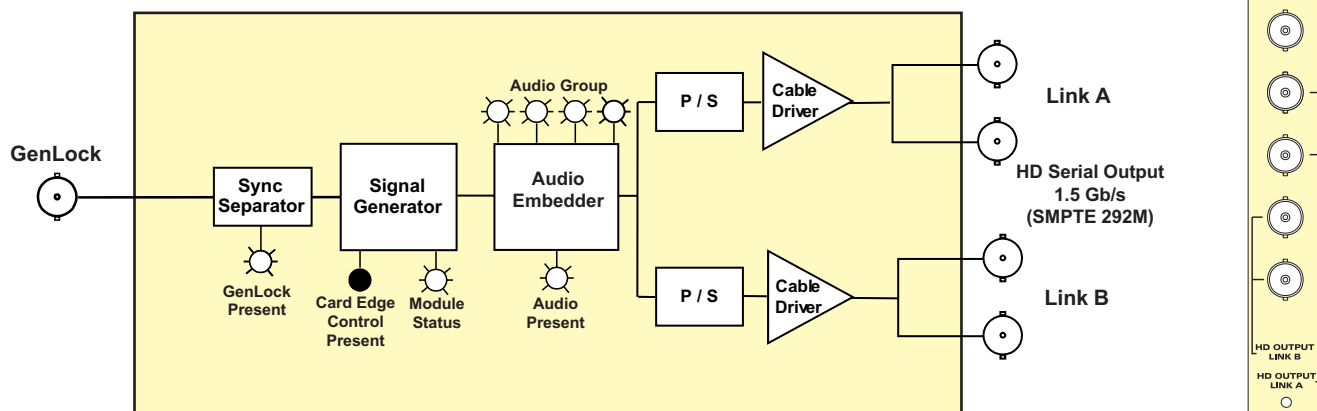 GenLock
Sync
Separator
GenLock
Present
Signal
Generator
Card Edge
Control
Present
Module
Status
Audio Group
Audio
Embedder
Audio
Present
P / S
Cable
Driver
Link A
HD Serial Output
1.5 Gb/s
(SMPTE 292M)
P / S
Cable
Driver
Link B
HD OUTPUT
LINK B
HD OUTPUT
LINK A